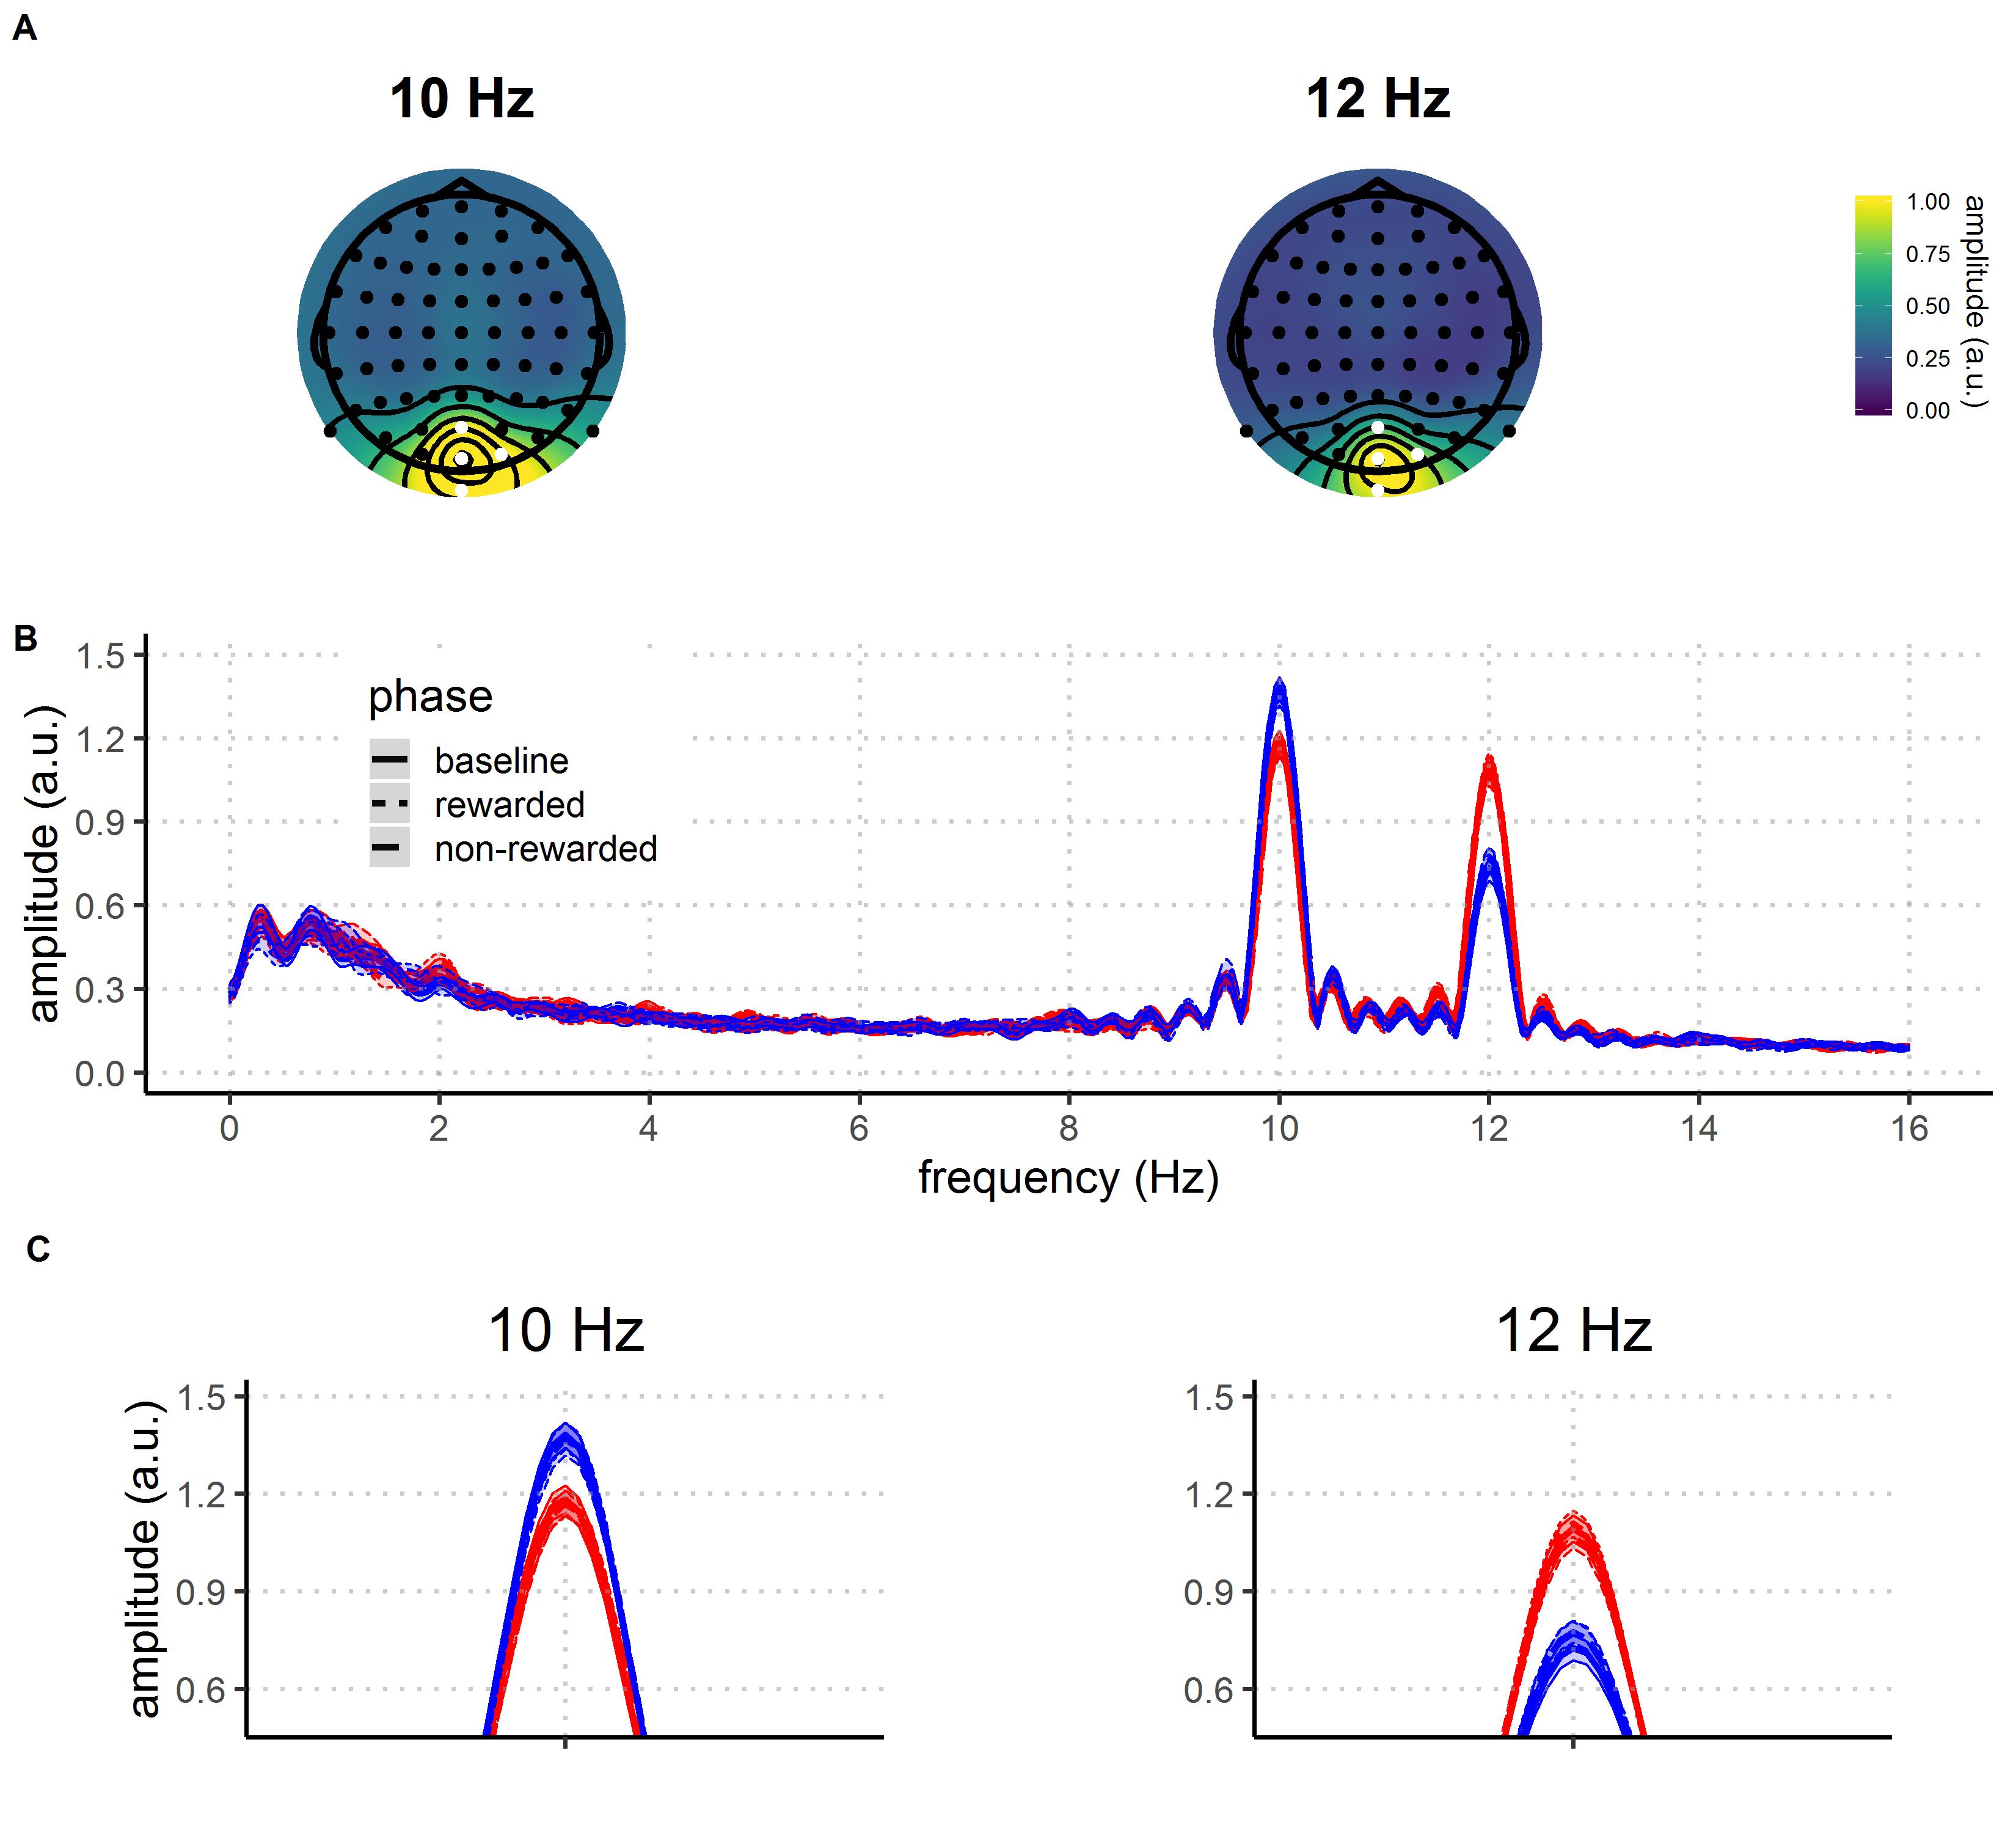 A
10 Hz
12 Hz
1.00
0.75
0.50
0.25
0.00
amplitude (a.u.)
B
1.5
1.2
0.9
0.6
0.3
0.0
amplitude (a.u.)
phase
baseline
rewarded
non-rewarded
0 2 4 6 8 10 12 14 16
frequency (Hz)
C
10 Hz
1.5
1.2
0.9
0.6
amplitude (a.u.)
12 Hz
1.5
1.2
0.9
0.6